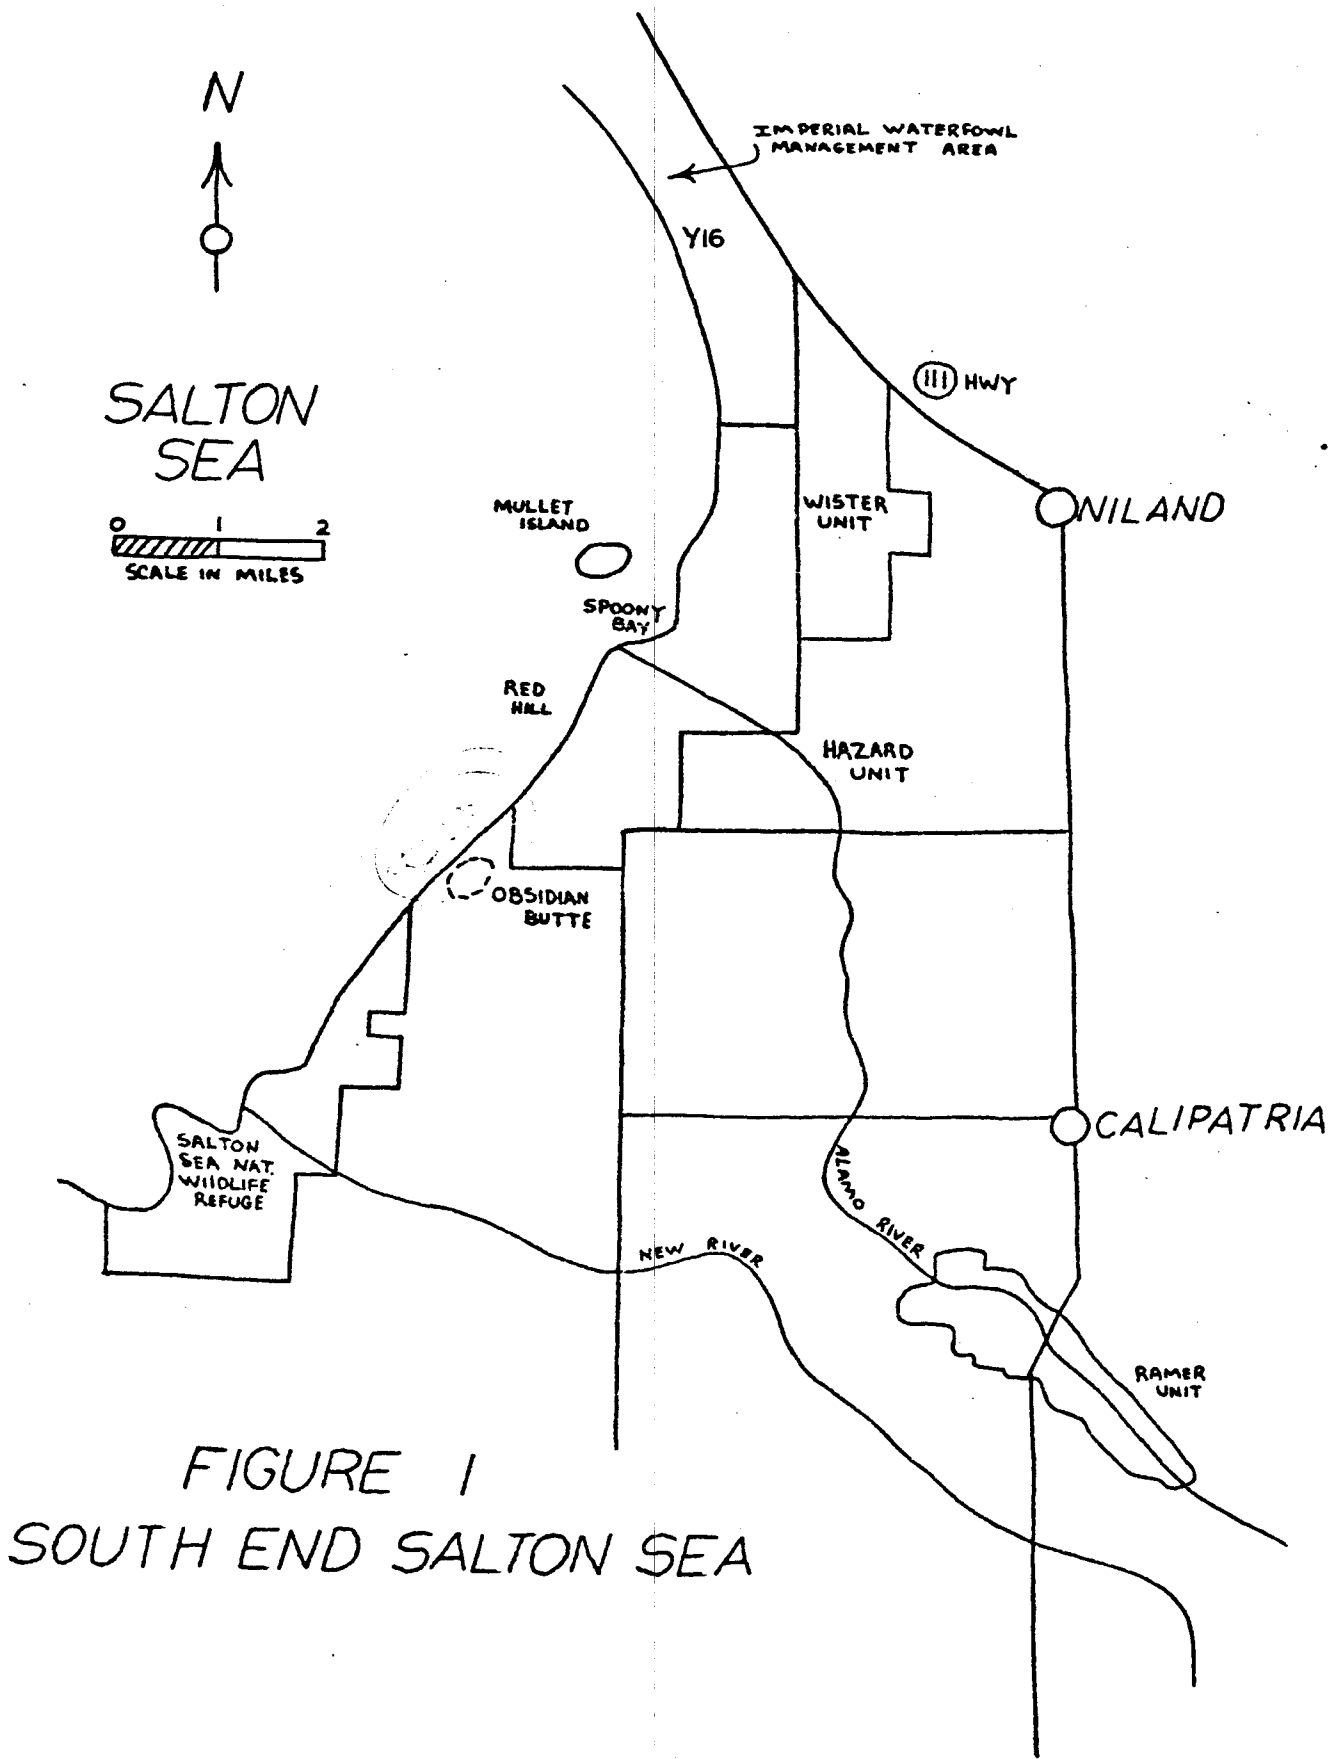 N
IMPERIAL WATERFOWL
MANAGEMENT AREA
Y16
SALTON
SEA
111 HWY
0 1 2
SCALE IN MILES
MULLET
ISLAND
WISTER
UNIT
NILAND
SPOONY
BAY
RED
HILL
HAZARD
UNIT
OBSIDIAN
BUTTE
CALIPATRIA
SALTON
SEA NAT.
WIIDLIFE
REFUGE
ALAMO RIVER
NEW RIVER
RAMER
UNIT
FIGURE 1
SOUTH END SALTON SEA